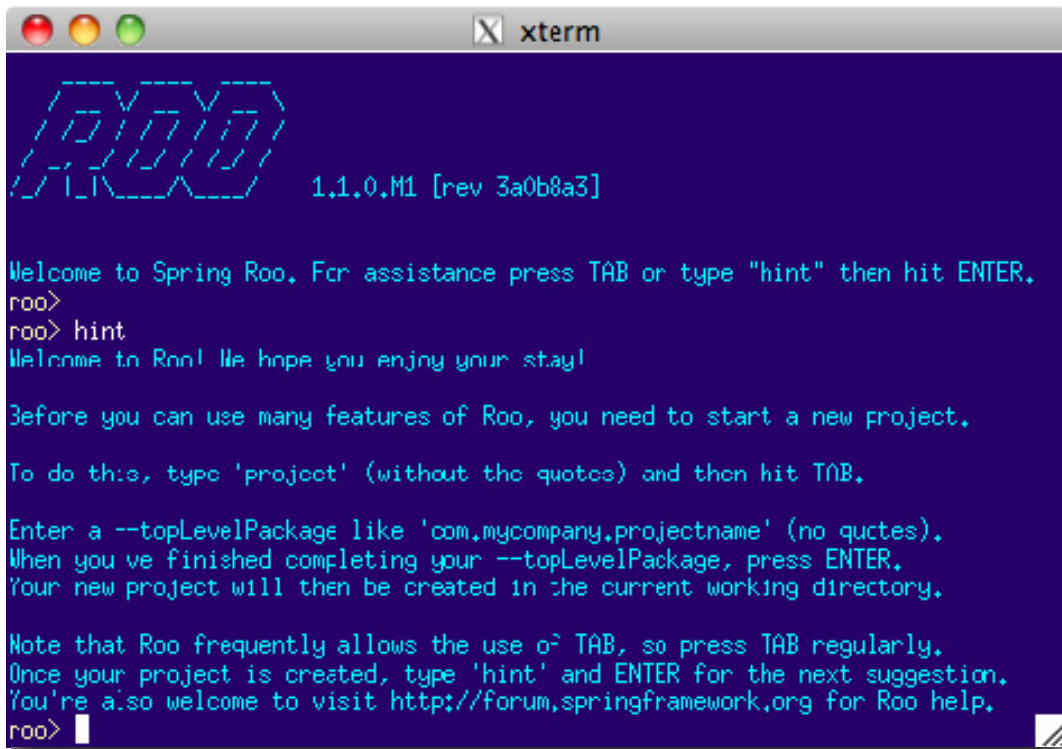 xterm
ROO
1.1.0.M1 [rev 3a0b8a3]
Welcome to Spring Roo. For assistance press TAB or type "hint" then hit ENTER.
roo>
roo> hint
Welcome to Roo! We hope you enjoy your stay!
Before you can use many features of Roo, you need to start a new project.
To do this, type 'project' (without the quotes) and then hit TAB.
Enter a --topLevelPackage like 'com.mycompany.projectname' (no quotes).
When you've finished completing your --topLevelPackage, press ENTER.
Your new project will then be created in the current working directory.
Note that Roo frequently allows the use of TAB, so press TAB regularly.
Once your project is created, type 'hint' and ENTER for the next suggestion.
You're also welcome to visit http://forum.springframework.org for Roo help.
roo>